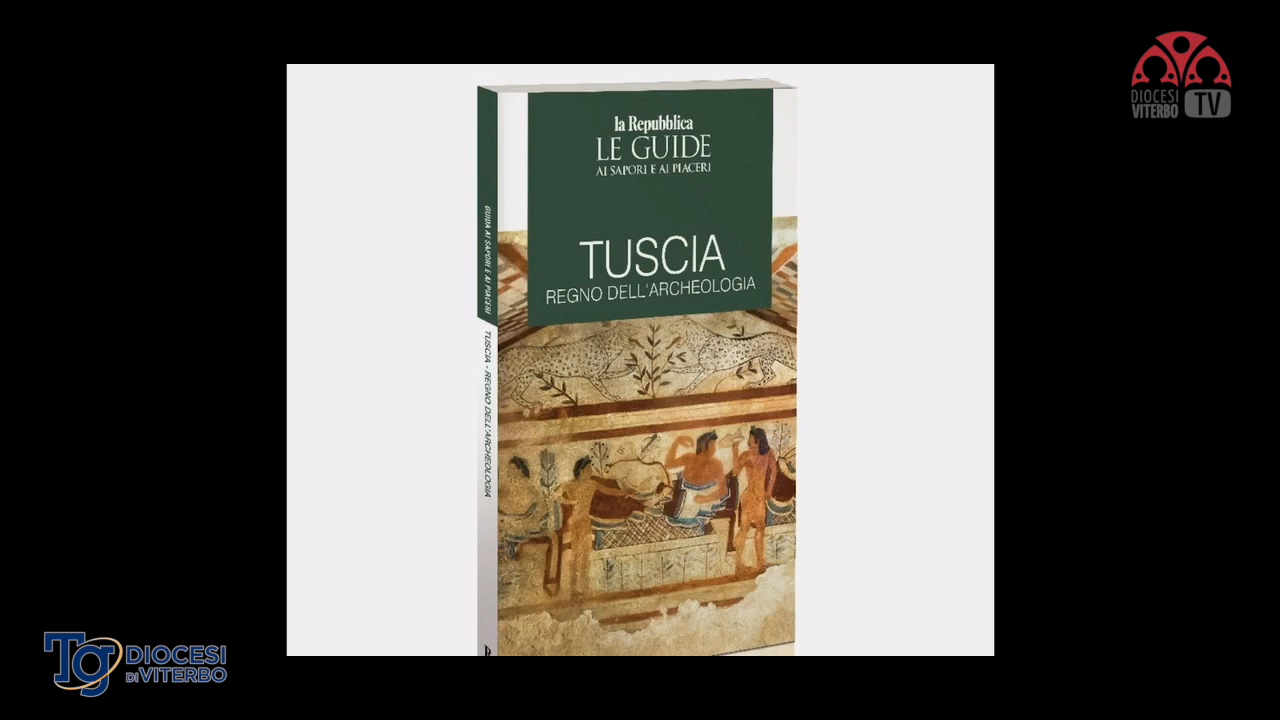 DIOCESI
VITERBO TV
la Repubblica
LE GUIDE
AI SAPORI E AI PIACERI
TUSCIA
REGNO DELL'ARCHEOLOGIA
GUIDA AI SAPORI E AI PIACERI
TUSCIA - REGNO DELL'ARCHEOLOGIA
Tg DIOCESI
DI VITERBO